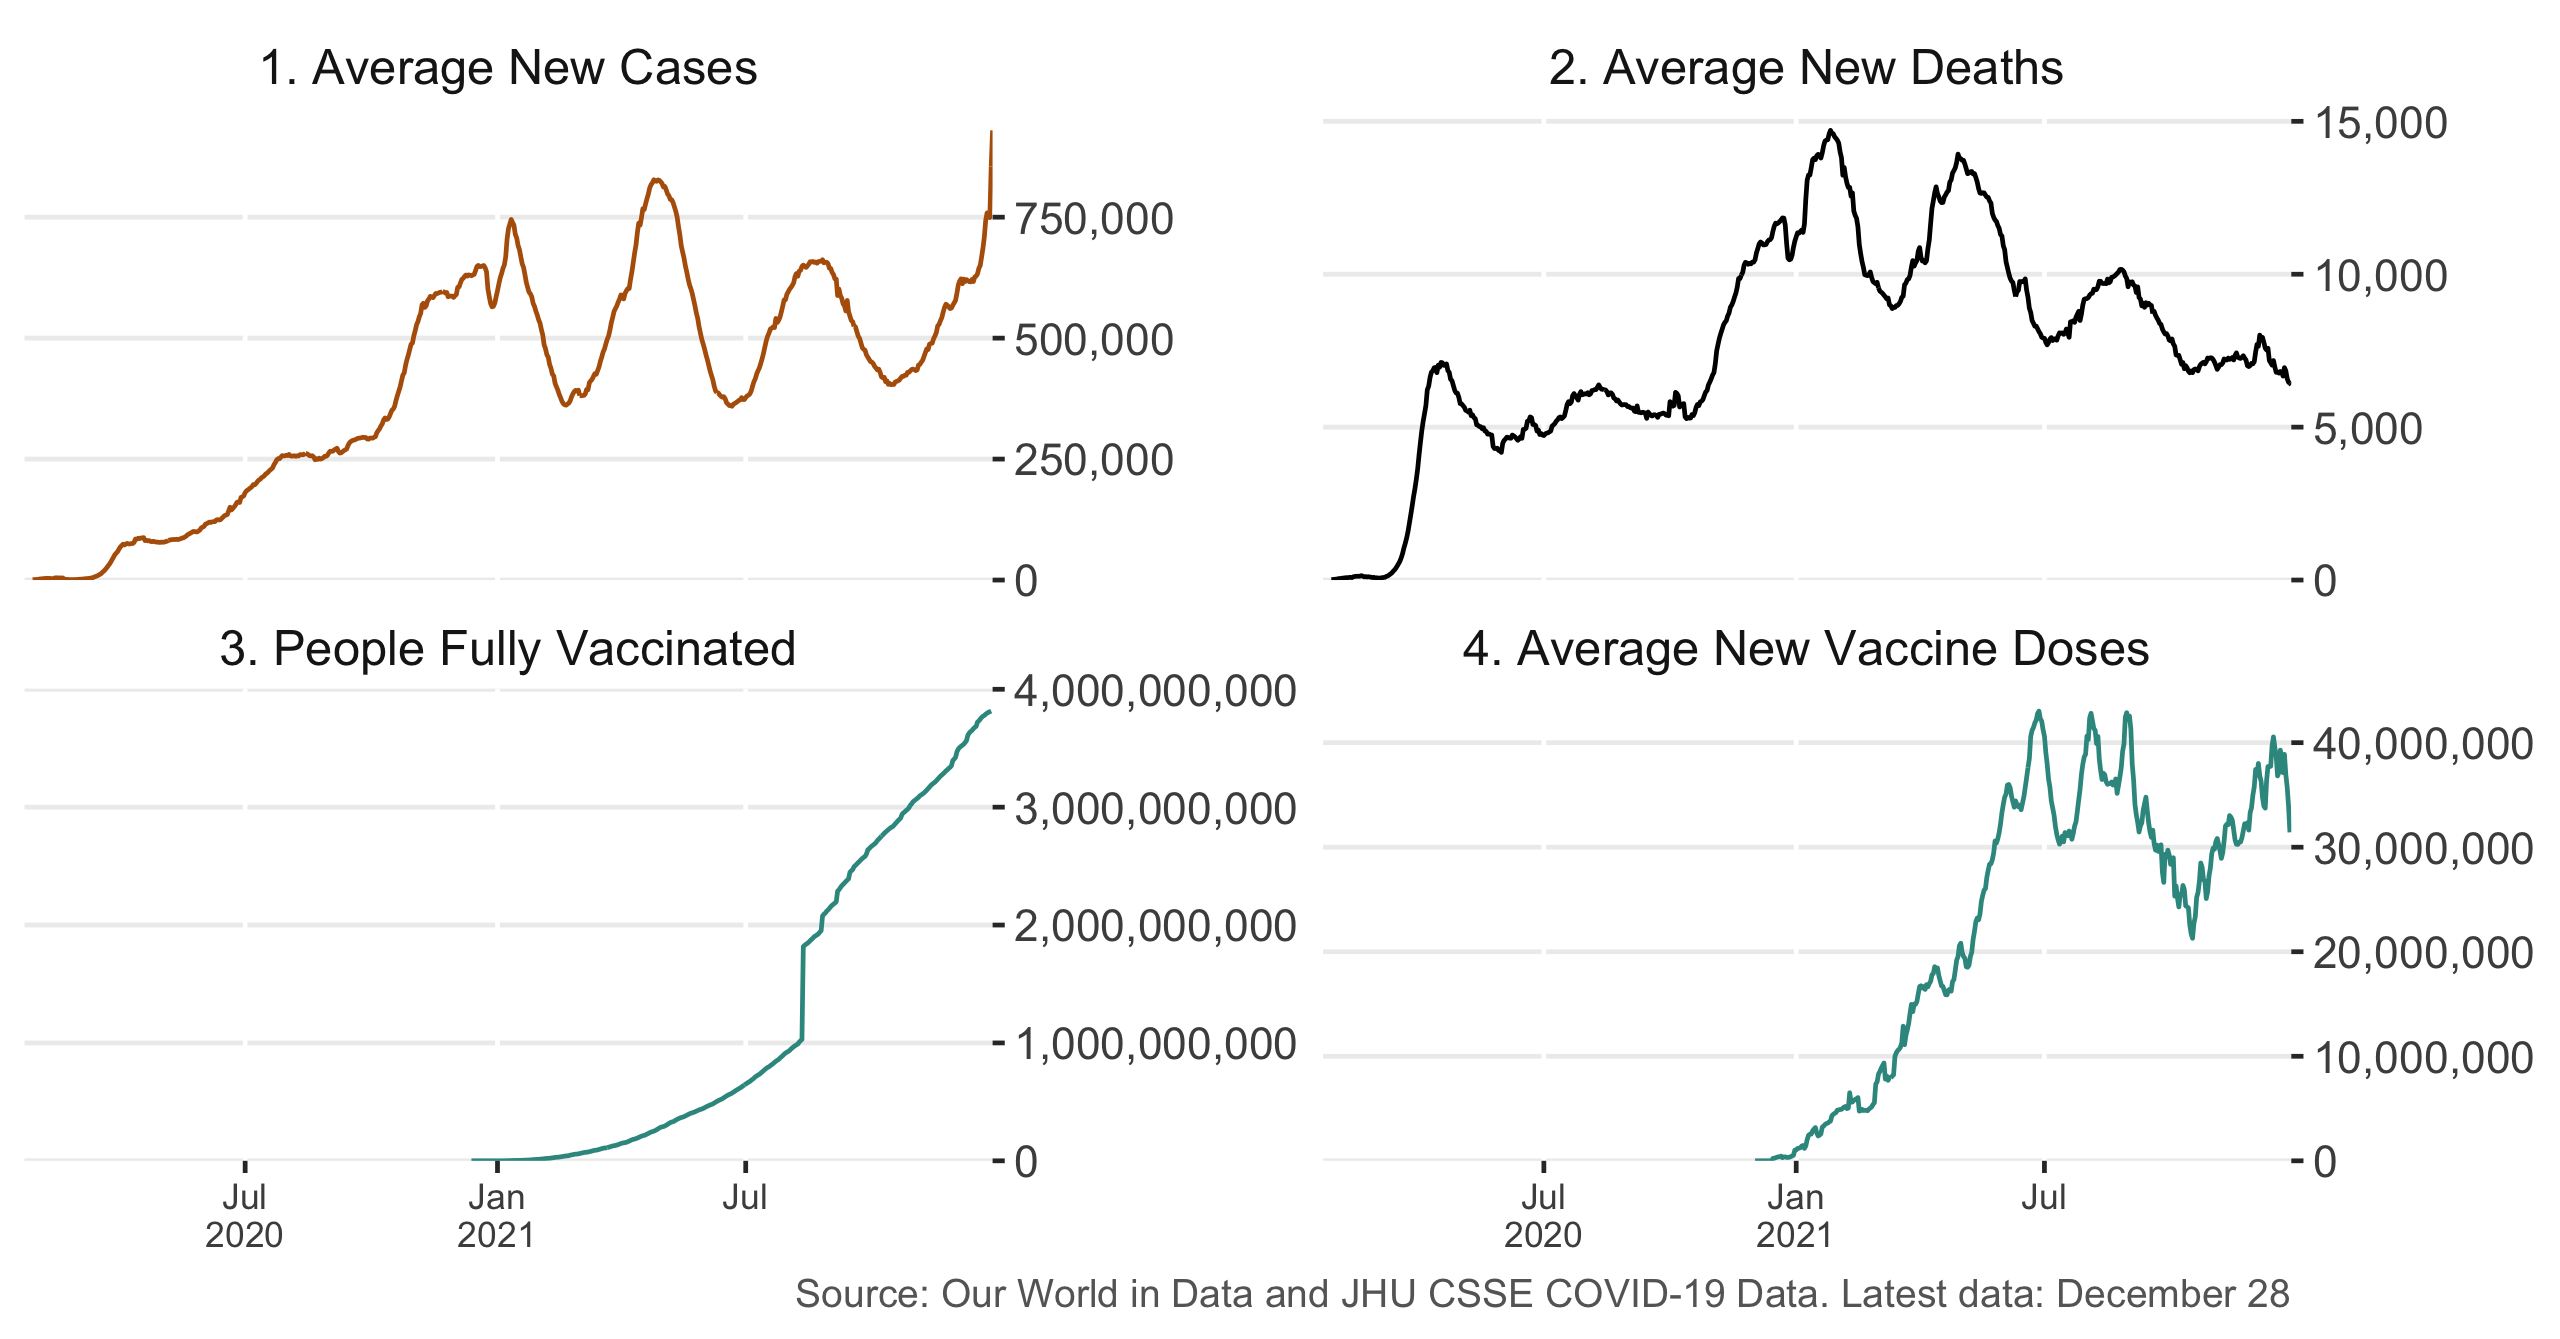 1. Average New Cases
750,000
500,000
250,000
0
2. Average New Deaths
15,000
10,000
5,000
0
3. People Fully Vaccinated
4,000,000,000
3,000,000,000
2,000,000,000
1,000,000,000
0
Jul
2020
Jan
2021
Jul
4. Average New Vaccine Doses
40,000,000
30,000,000
20,000,000
10,000,000
0
Jul
2020
Jan
2021
Jul
Source: Our World in Data and JHU CSSE COVID-19 Data. Latest data: December 28